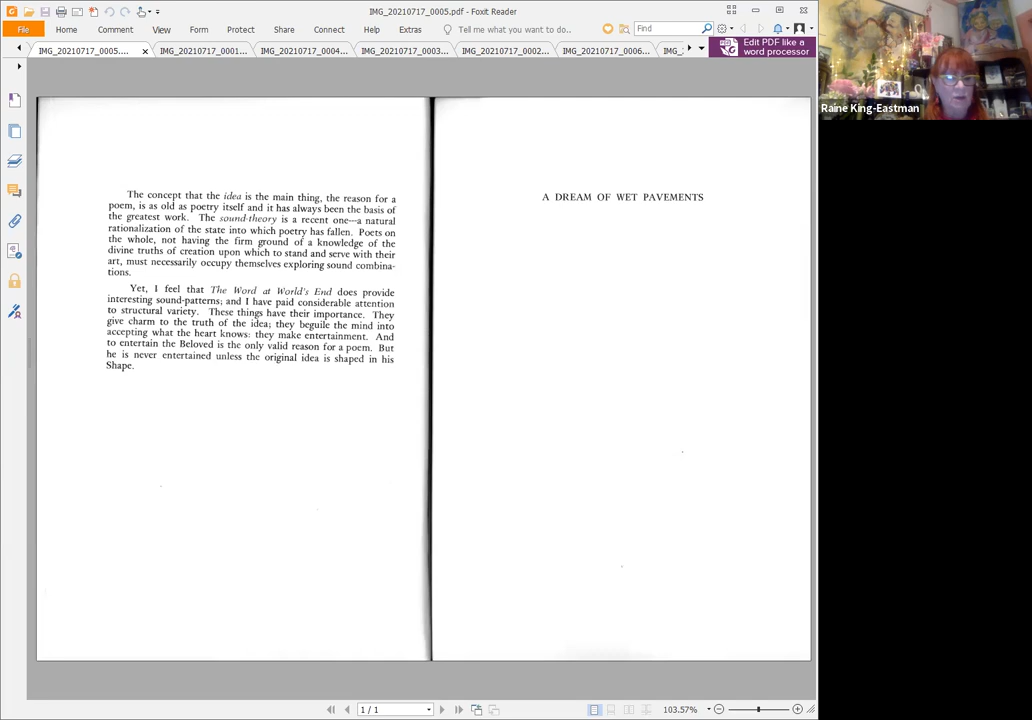 IMG_20210717_0005.pdf - Foxit Reader
File Home Comment View Form Protect Share Connect Help Extras Tell me what you want to do... Find
IMG_20210717_0005.... IMG_20210717_0001... IMG_20210717_0004... IMG_20210717_0003... IMG_20210717_0002... IMG_20210717_0006... IMG_:
Edit PDF like a
word processor
Raine King-Eastman
The concept that the idea is the main thing, the reason for a
poem, is as old as poetry itself and it has always been the basis of
the greatest work. The sound-theory is a recent one—a natural
rationalization of the state into which poetry has fallen. Poets on
the whole, not having the firm ground of a knowledge of the
divine truths of creation upon which to stand and serve with their
art, must necessarily occupy themselves exploring sound combina-
tions.
Yet, I feel that The Word at World's End does provide
interesting sound-patterns; and I have paid considerable attention
to structural variety. These things have their importance. They
give charm to the truth of the idea; they beguile the mind into
accepting what the heart knows: they make entertainment. And
to entertain the Beloved is the only valid reason for a poem. But
he is never entertained unless the original idea is shaped in his
Shape.
A DREAM OF WET PAVEMENTS
1 / 1
103.57%